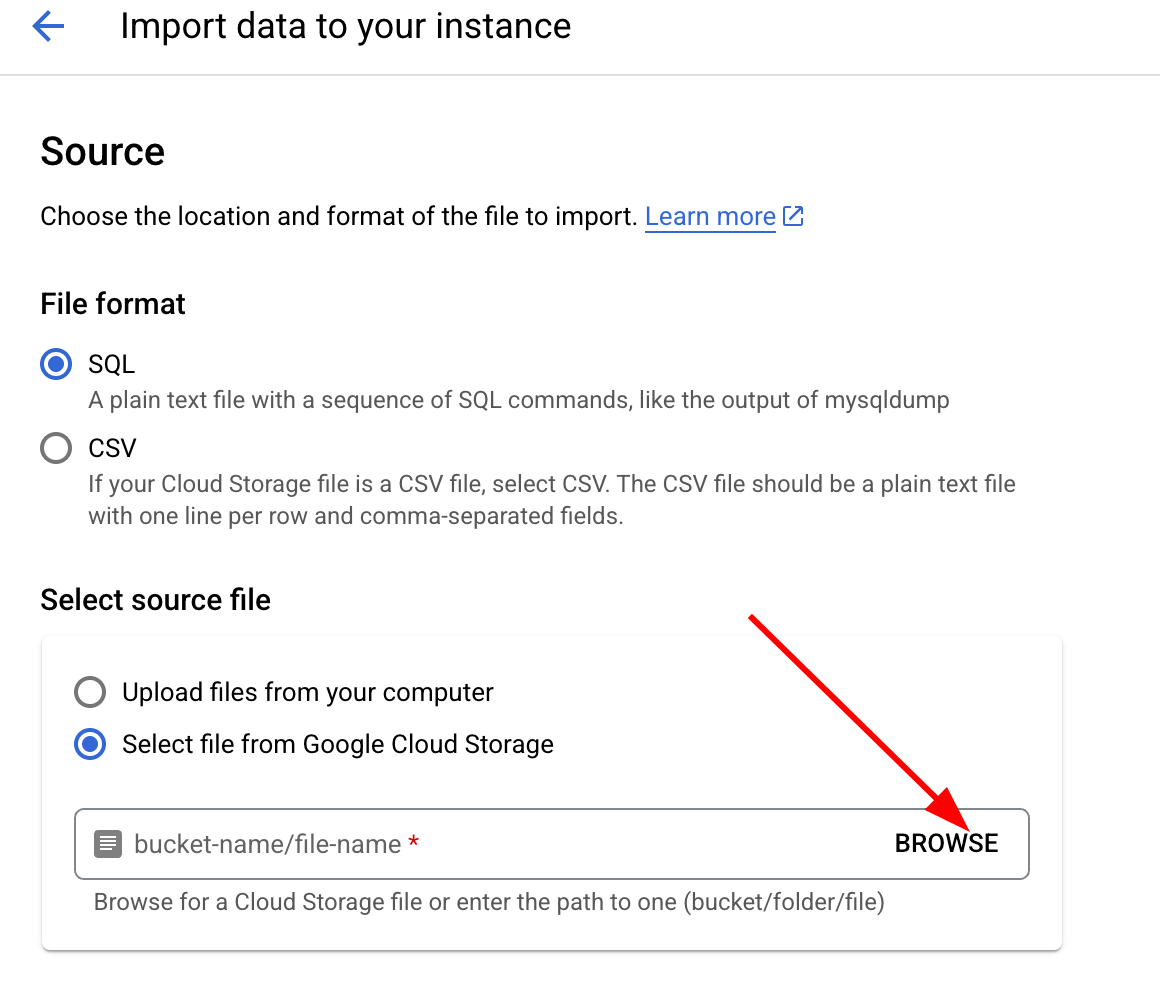 Import data to your instance
Source
Choose the location and format of the file to import. Learn more
File format
SQL
A plain text file with a sequence of SQL commands, like the output of mysqldump
CSV
If your Cloud Storage file is a CSV file, select CSV. The CSV file should be a plain text file
with one line per row and comma-separated fields.
Select source file
Upload files from your computer
Select file from Google Cloud Storage
bucket-name/file-name * BROWSE
Browse for a Cloud Storage file or enter the path to one (bucket/folder/file)